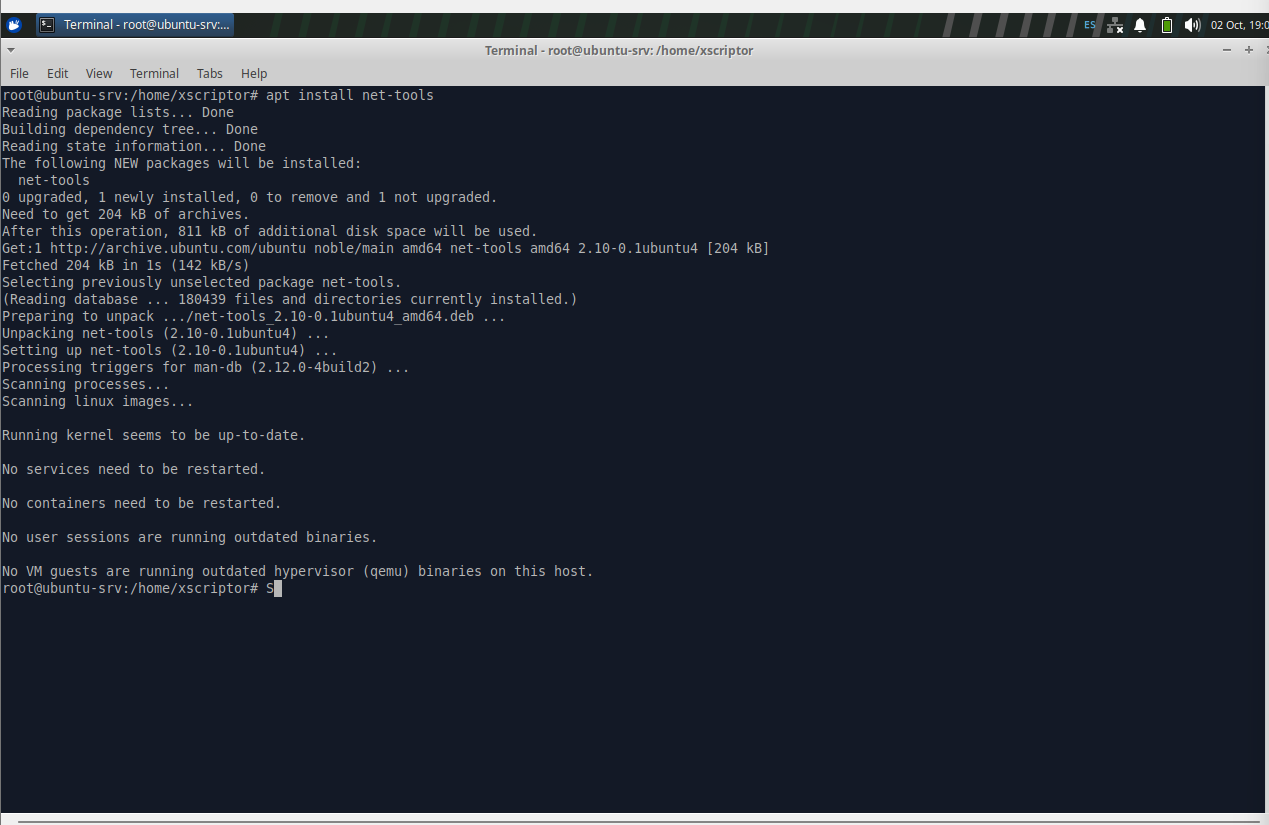 Terminal - root@ubuntu-srv:...
ES
02 Oct, 19:0
Terminal - root@ubuntu-srv: /home/xscriptor
File Edit View Terminal Tabs Help
root@ubuntu-srv:/home/xscriptor# apt install net-tools
Reading package lists... Done
Building dependency tree... Done
Reading state information... Done
The following NEW packages will be installed:
  net-tools
0 upgraded, 1 newly installed, 0 to remove and 1 not upgraded.
Need to get 204 kB of archives.
After this operation, 811 kB of additional disk space will be used.
Get:1 http://archive.ubuntu.com/ubuntu noble/main amd64 net-tools amd64 2.10-0.1ubuntu4 [204 kB]
Fetched 204 kB in 1s (142 kB/s)
Selecting previously unselected package net-tools.
(Reading database ... 180439 files and directories currently installed.)
Preparing to unpack .../net-tools_2.10-0.1ubuntu4_amd64.deb ...
Unpacking net-tools (2.10-0.1ubuntu4) ...
Setting up net-tools (2.10-0.1ubuntu4) ...
Processing triggers for man-db (2.12.0-4build2) ...
Scanning processes...
Scanning linux images...
Running kernel seems to be up-to-date.
No services need to be restarted.
No containers need to be restarted.
No user sessions are running outdated binaries.
No VM guests are running outdated hypervisor (qemu) binaries on this host.
root@ubuntu-srv:/home/xscriptor# S